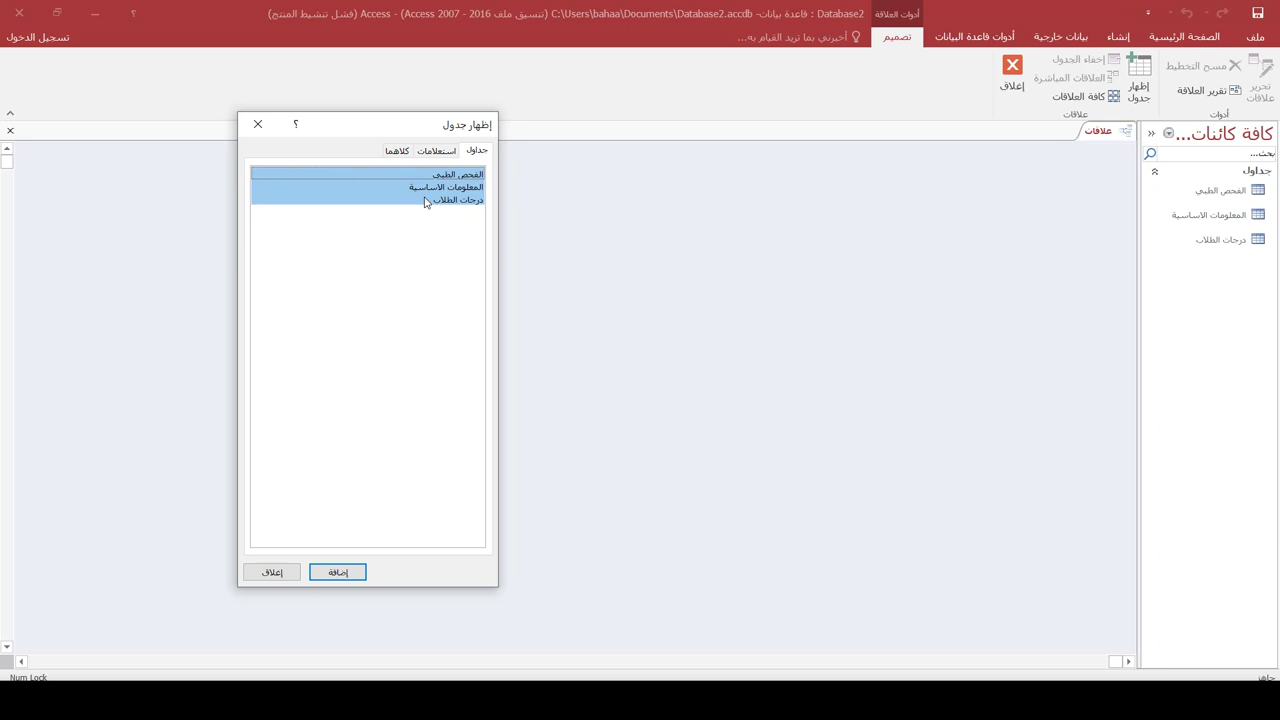 Database2 : قاعدة بيانات- C:\Users\bahaa\Documents\Database2.accdb (تنسيق ملف Access 2007 - 2016) - Access (فشل تنشيط المنتج)
أدوات العلاقة
ملف
الصفحة الرئيسية
إنشاء
بيانات خارجية
أدوات قاعدة البيانات
تصميم
أخبرني بما تريد القيام به...
تسجيل الدخول
تحرير علاقات
مسح التخطيط
تقرير العلاقة
أدوات
إظهار جدول
إخفاء الجدول
العلاقات المباشرة
كافة العلاقات
علاقات
إغلاق
كافة كائنات...
بحث...
جداول
الفحص الطبي
المعلومات الاساسية
درجات الطلاب
علاقات
إظهار جدول
؟
جداول
استعلامات
كلاهما
الفحص الطبي
المعلومات الاساسية
درجات الطلاب
إضافة
إغلاق
جاهز
Num Lock